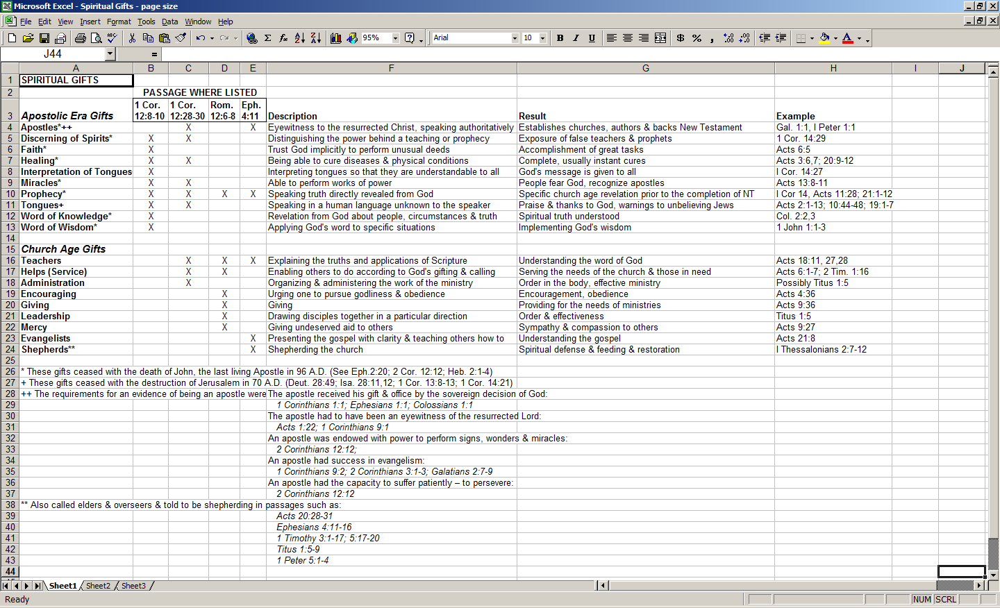 Microsoft Excel - Spiritual Gifts - page size
File Edit View Insert Format Tools Data Window Help
95% Arial 10 B I U $ % ,
J44 =
A B C D E F G H I J
1 SPIRITUAL GIFTS
2 PASSAGE WHERE LISTED
1 Cor. 1 Cor. Rom. Eph.
3 Apostolic Era Gifts 12:8-10 12:28-30 12:6-8 4:11 Description Result Example
4 Apostles*++ X X Eyewitness to the resurrected Christ, speaking authoritatively Establishes churches, authors & backs New Testament Gal. 1:1, I Peter 1:1
5 Discerning of Spirits* X X Distinguishing the power behind a teaching or prophecy Exposure of false teachers & prophets 1 Cor. 14:29
6 Faith* X Trust God implicitly to perform unusual deeds Accomplishment of great tasks Acts 6:5
7 Healing* X X Being able to cure diseases & physical conditions Complete, usually instant cures Acts 3:6,7; 20:9-12
8 Interpretation of Tongues X Interpreting tongues so that they are understandable to all God's message is given to all I Cor. 14:27
9 Miracles* X X Able to perform works of power People fear God, recognize apostles Acts 13:8-11
10 Prophecy* X X X X Speaking truth directly revealed from God Specific church age revelation prior to the completion of NT I Cor 14, Acts 11:28; 21:1-12
11 Tongues+ X X Speaking in a human language unknown to the speaker Praise & thanks to God, warnings to unbelieving Jews Acts 2:1-13; 10:44-48; 19:1-7
12 Word of Knowledge* X Revelation from God about people, circumstances & truth Spiritual truth understood Col. 2:2,3
13 Word of Wisdom* X Applying God's word to specific situations Implementing God's wisdom 1 John 1:1-3
14
15 Church Age Gifts
16 Teachers X X X Explaining the truths and applications of Scripture Understanding the word of God Acts 18:11, 27,28
17 Helps (Service) X X Enabling others to do according to God's gifting & calling Serving the needs of the church & those in need Acts 6:1-7; 2 Tim. 1:16
18 Administration X Organizing & administering the work of the ministry Order in the body, effective ministry Possibly Titus 1:5
19 Encouraging X Urging one to pursue godliness & obedience Encouragement, obedience Acts 4:36
20 Giving X Giving Providing for the needs of ministries Acts 9:36
21 Leadership X Drawing disciples together in a particular direction Order & effectiveness Titus 1:5
22 Mercy X Giving undeserved aid to others Sympathy & compassion to others Acts 9:27
23 Evangelists X Presenting the gospel with clarity & teaching others how to Understanding the gospel Acts 21:8
24 Shepherds** X Shepherding the church Spiritual defense & feeding & restoration I Thessalonians 2:7-12
25
26 * These gifts ceased with the death of John, the last living Apostle in 96 A.D. (See Eph.2:20; 2 Cor. 12:12; Heb. 2:1-4)
27 + These gifts ceased with the destruction of Jerusalem in 70 A.D. (Deut. 28:49; Isa. 28:11,12; 1 Cor. 13:8-13; 1 Cor. 14:21)
28 ++ The requirements for an evidence of being an apostle were The apostle received his gift & office by the sovereign decision of God:
29 1 Corinthians 1:1; Ephesians 1:1; Colossians 1:1
30 The apostle had to have been an eyewitness of the resurrected Lord:
31 Acts 1:22; 1 Corinthians 9:1
32 An apostle was endowed with power to perform signs, wonders & miracles:
33 2 Corinthians 12:12;
34 An apostle had success in evangelism:
35 1 Corinthians 9:2; 2 Corinthians 3:1-3; Galatians 2:7-9
36 An apostle had the capacity to suffer patiently – to persevere:
37 2 Corinthians 12:12
38 ** Also called elders & overseers & told to be shepherding in passages such as:
39 Acts 20:28-31
40 Ephesians 4:11-16
41 1 Timothy 3:1-17; 5:17-20
42 Titus 1:5-9
43 1 Peter 5:1-4
44
Sheet1 Sheet2 Sheet3
Ready NUM SCRL